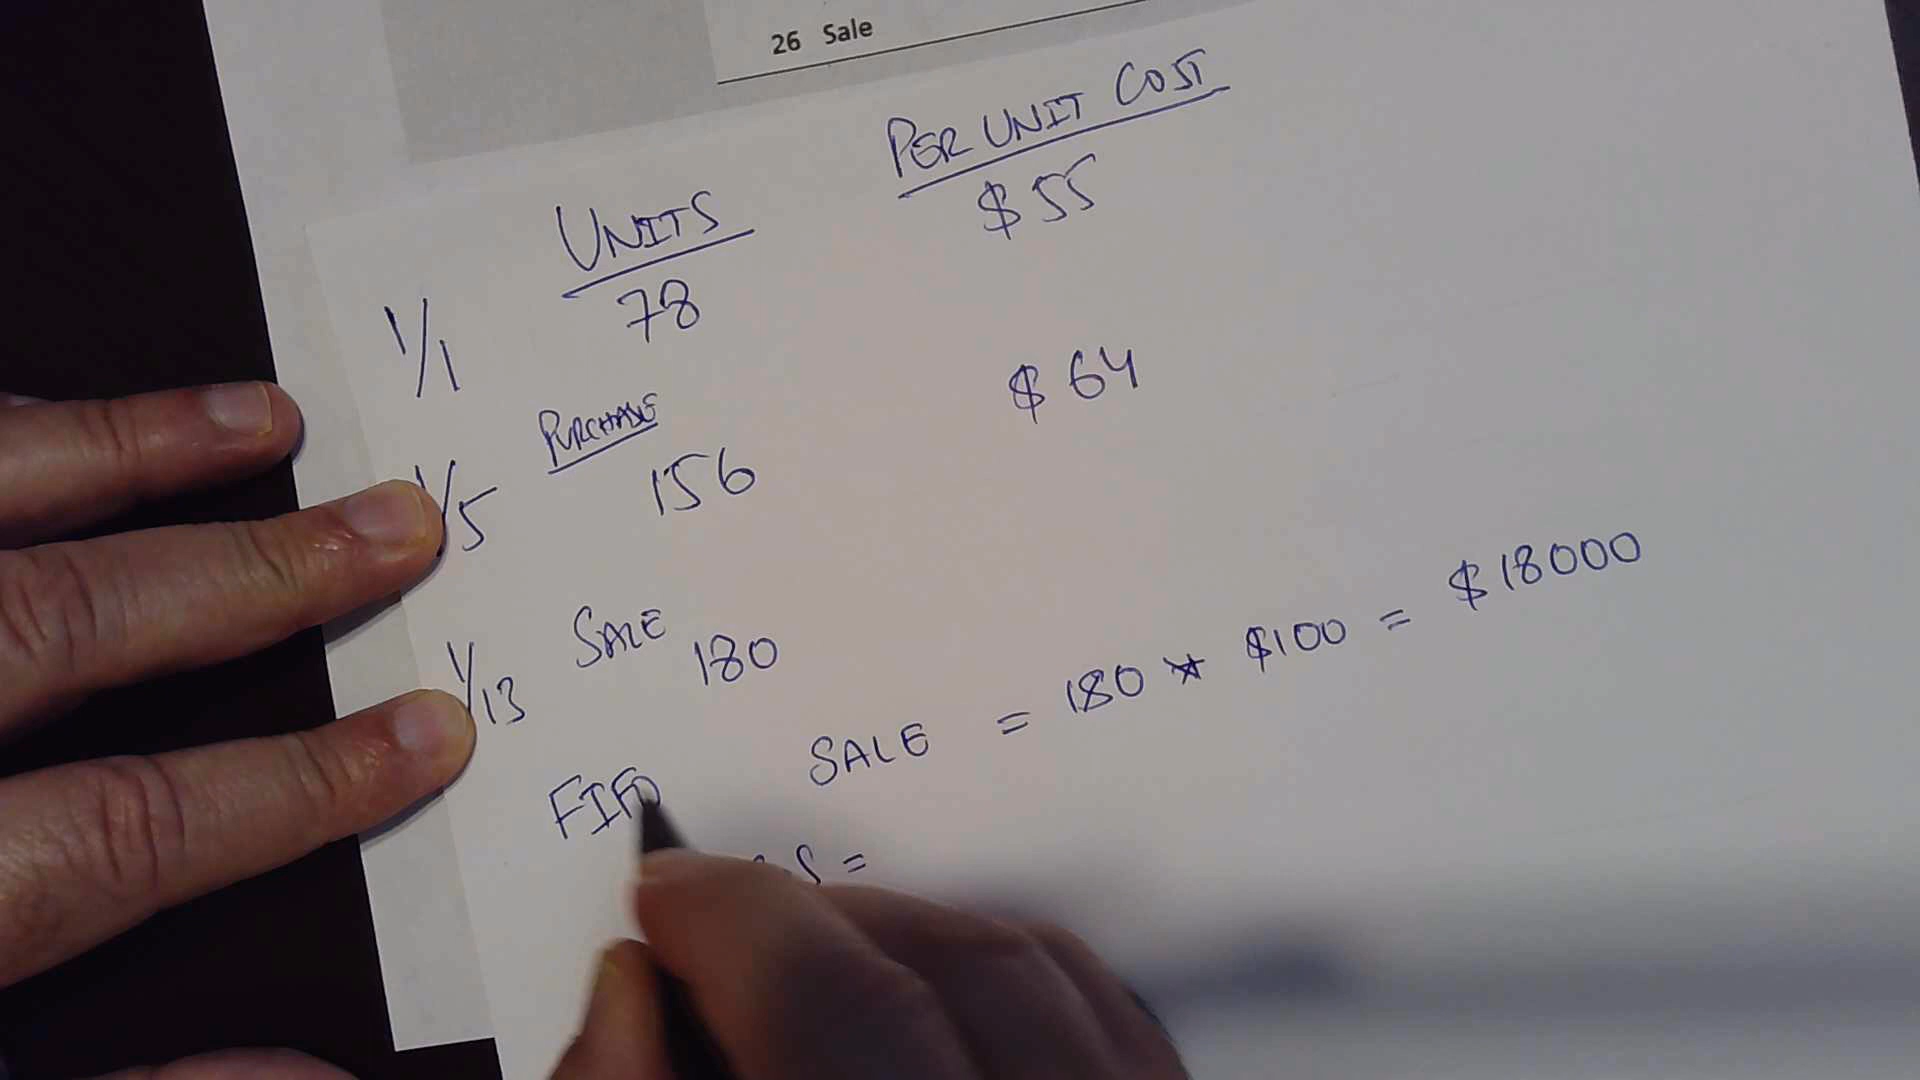 26 Sale
UNITS PER UNIT COST
1/1 78 $55
PURCHASE
1/5 156 $64
1/13 SALE 180
SALE = 180 * $100 = $18000
FIFO
S =